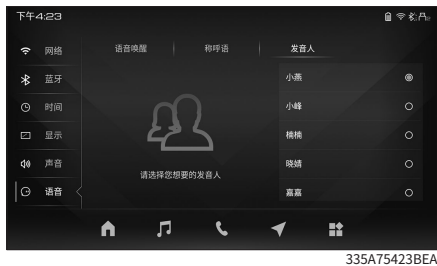 下午4:23
网络
蓝牙
时间
显示
声音
语音
语音唤醒
称呼语
发音人
请选择您想要的发音人
小燕
小峰
楠楠
晓婧
嘉嘉
335A75423BEA